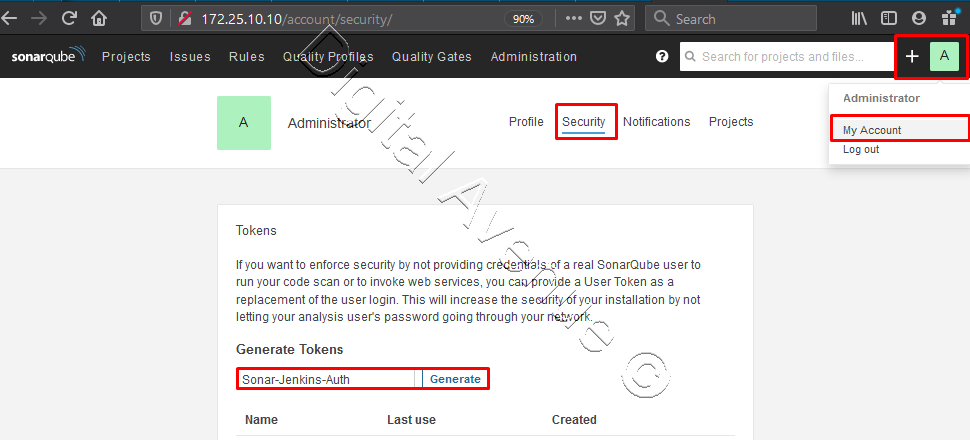 172.25.10.10/account/security/
90%
Search
sonarqube
Projects
Issues
Rules
Quality Profiles
Quality Gates
Administration
?
Search for projects and files...
+
A
Administrator
My Account
Log out
A
Administrator
Profile
Security
Notifications
Projects
Tokens
If you want to enforce security by not providing credentials of a real SonarQube user to
run your code scan or to invoke web services, you can provide a User Token as a
replacement of the user login. This will increase the security of your installation by not
letting your analysis user's password going through your network.
Generate Tokens
Sonar-Jenkins-Auth
Generate
Name
Last use
Created
Digital Avenue ©